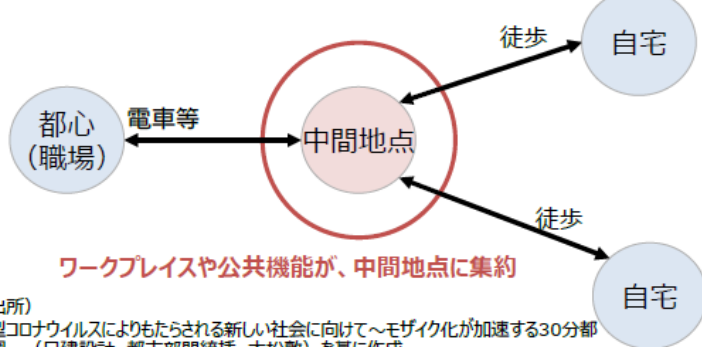 徒歩
自宅
都心
（職場）
電車等
中間地点
徒歩
ワークプレイスや公共機能が、中間地点に集約
自宅
出所）
型コロナウイルスによりもたらされる新しい社会に向けて～モザイク化が加速する30分都